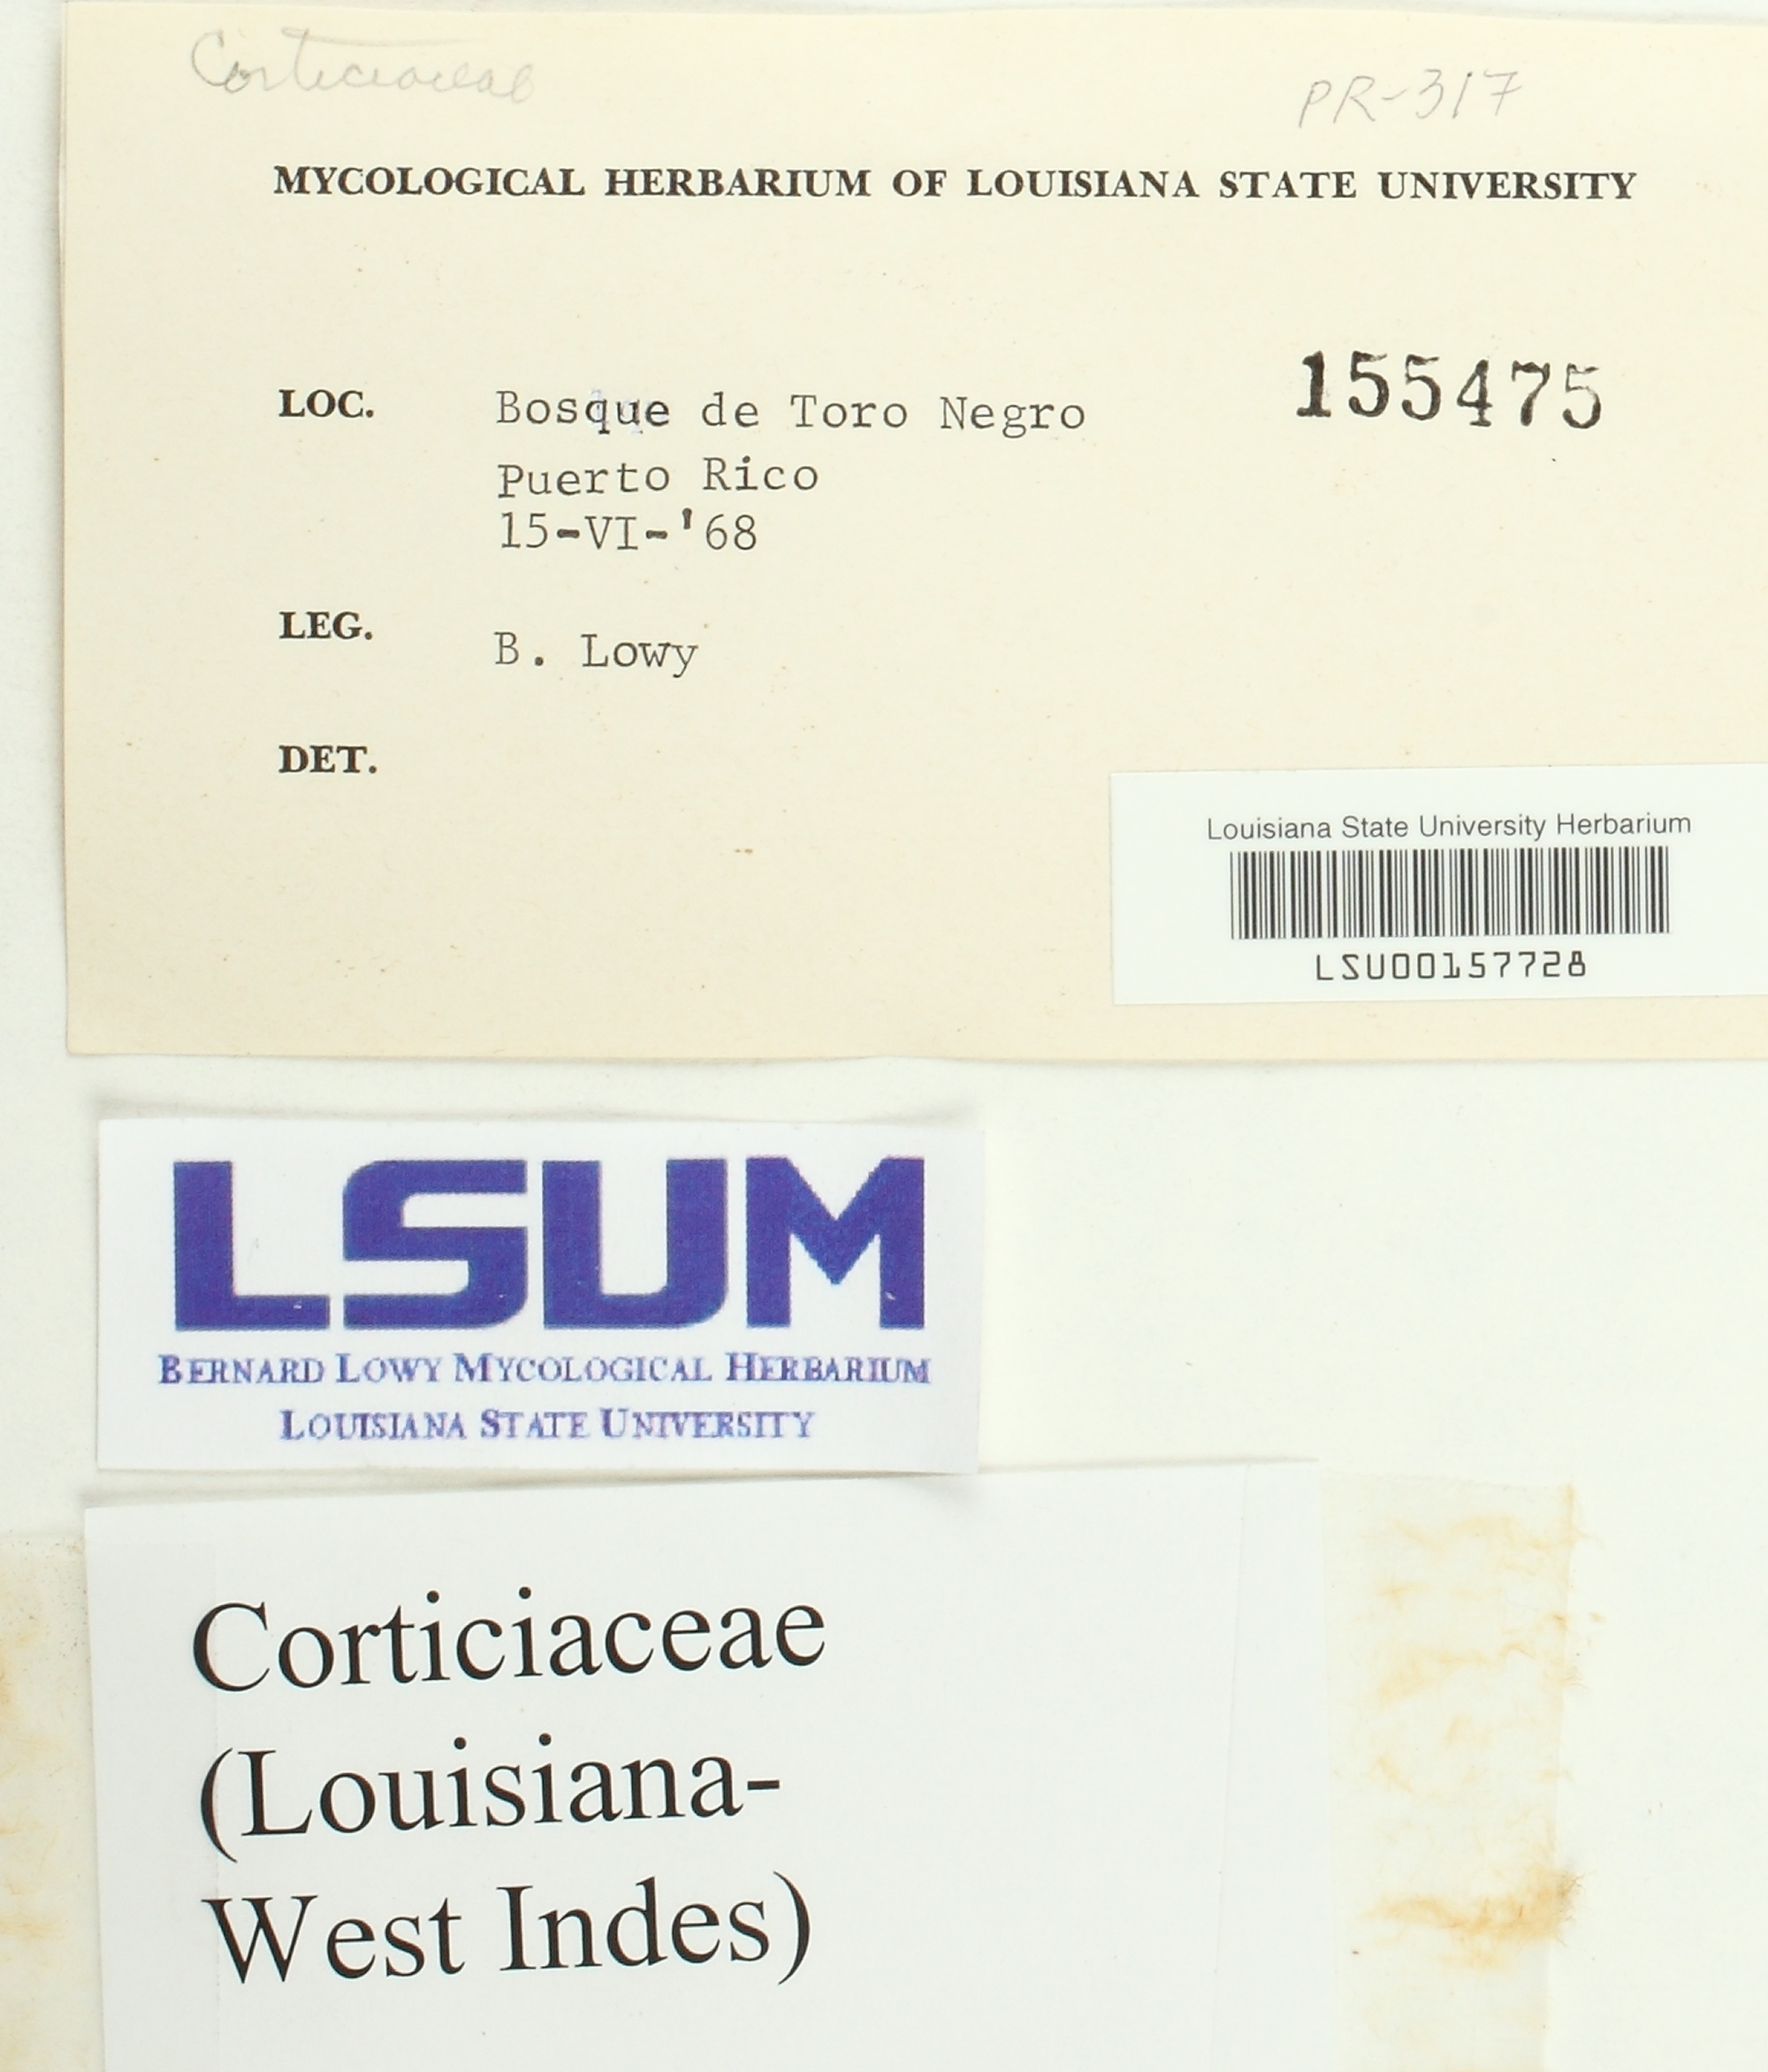 Corticiaceae
PR-317
MYCOLOGICAL HERBARIUM OF LOUISIANA STATE UNIVERSITY
155475
LOC. Bosque de Toro Negro
Puerto Rico
15-VI-'68
LEG. B. Lowy
DET.
Louisiana State University Herbarium
LSU00157728
LSUM
BERNARD LOWY MYCOLOGICAL HERBARIUM
LOUISIANA STATE UNIVERSITY
Corticiaceae
(Louisiana-
West Indes)